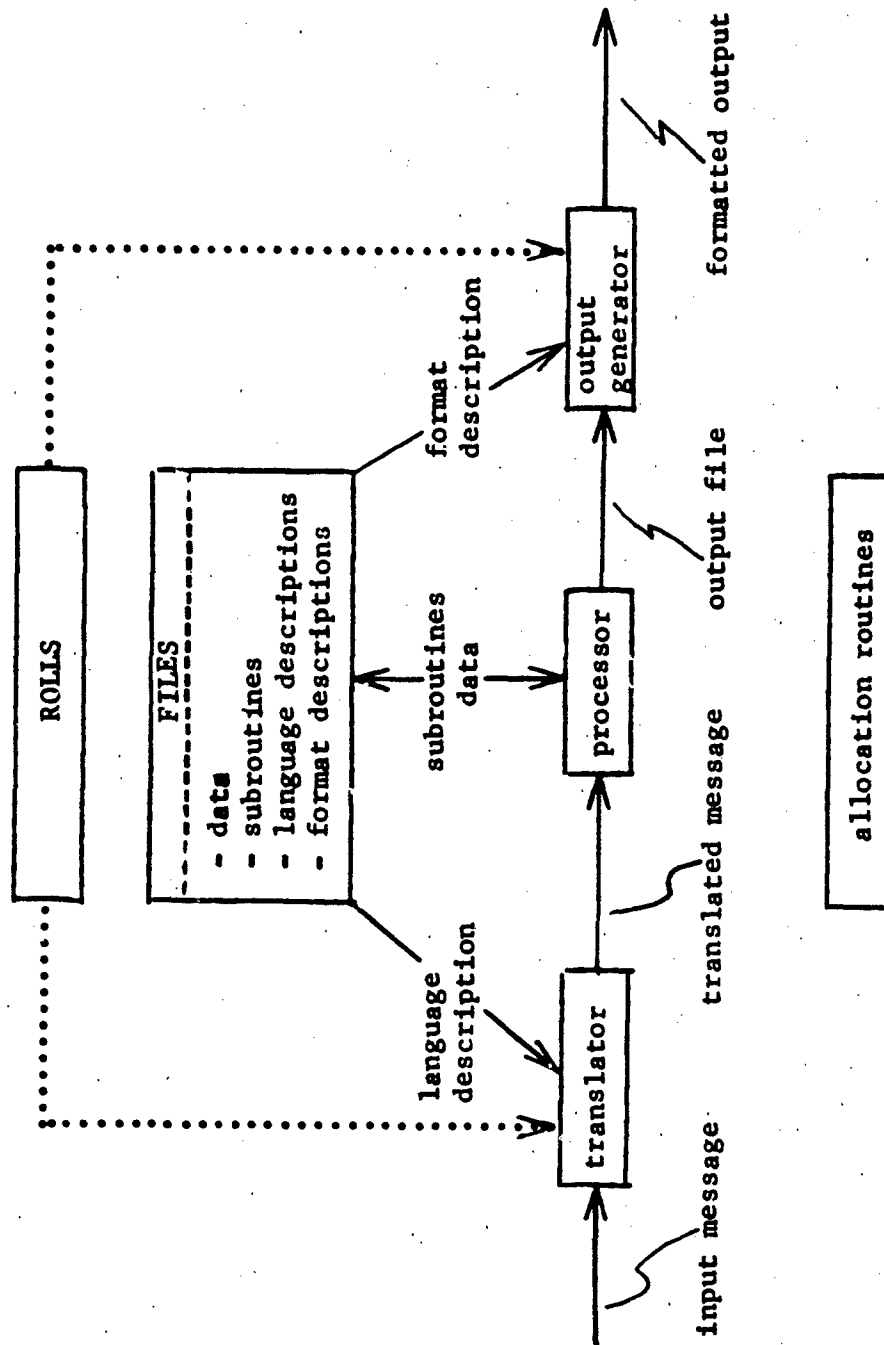 ROLLS
FILES
- data
- subroutines
- language descriptions
- format descriptions
language
description
subroutines
data
format
description
translator
processor
output
generator
input message
translated message
output file
formatted output
allocation routines